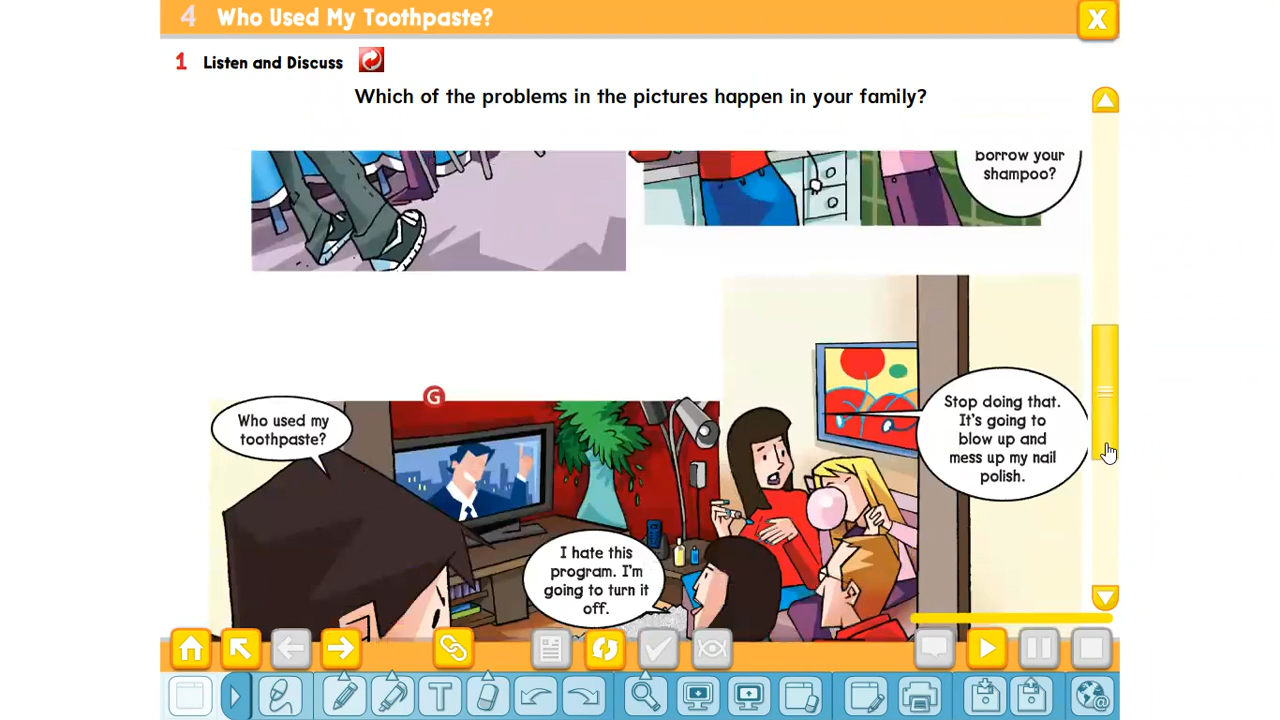 4 Who Used My Toothpaste?
X
1 Listen and Discuss
Which of the problems in the pictures happen in your family?
borrow your
shampoo?
G
Who used my
toothpaste?
Stop doing that.
It's going to
blow up and
mess up my nail
polish.
I hate this
program. I'm
going to turn it
off.
T
@